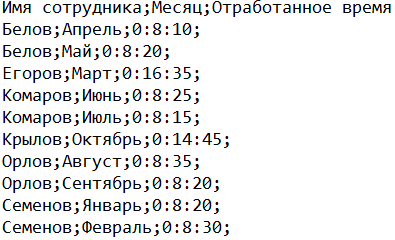 Имя сотрудника;Месяц;Отработанное время
Белов;Апрель;0:8:10;
Белов;Май;0:8:20;
Егоров;Март;0:16:35;
Комаров;Июнь;0:8:25;
Комаров;Июль;0:8:15;
Крылов;Октябрь;0:14:45;
Орлов;Август;0:8:35;
Орлов;Сентябрь;0:8:20;
Семенов;Январь;0:8:20;
Семенов;Февраль;0:8:30;